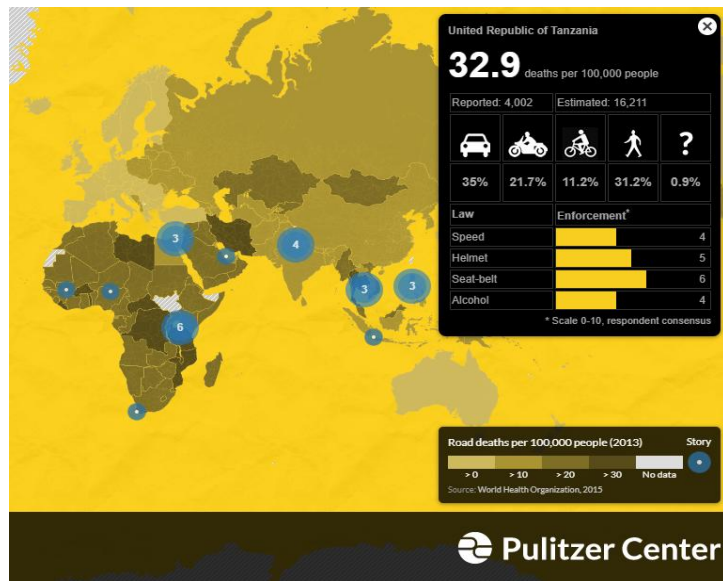 United Republic of Tanzania
32.9 deaths per 100,000 people
Reported: 4,002 Estimated: 16,211
?
35% 21.7% 11.2% 31.2% 0.9%
Law Enforcement*
Speed 4
Helmet 5
Seat-belt 6
Alcohol 4
* Scale 0-10, respondent consensus
3
4
3
3
6
Road deaths per 100,000 people (2013) Story
> 0 > 10 > 20 > 30 No data
Source: World Health Organization, 2015
Pulitzer Center